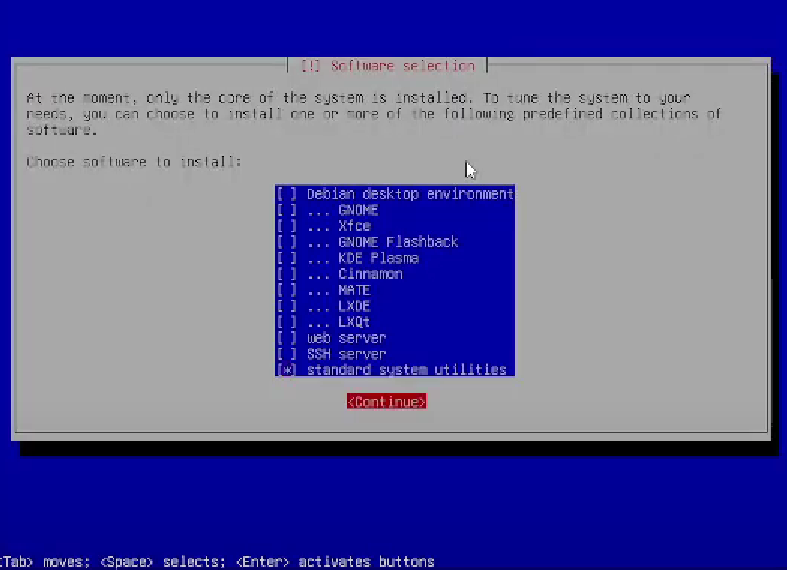 [!] Software selection
At the moment, only the core of the system is installed. To tune the system to your
needs, you can choose to install one or more of the following predefined collections of
software.
Choose software to install:
[ ] Debian desktop environment
[ ] ... GNOME
[ ] ... Xfce
[ ] ... GNOME Flashback
[ ] ... KDE Plasma
[ ] ... Cinnamon
[ ] ... MATE
[ ] ... LXDE
[ ] ... LXQt
[ ] web server
[ ] SSH server
[*] standard system utilities
<Continue>
Tab> moves; <Space> selects; <Enter> activates buttons